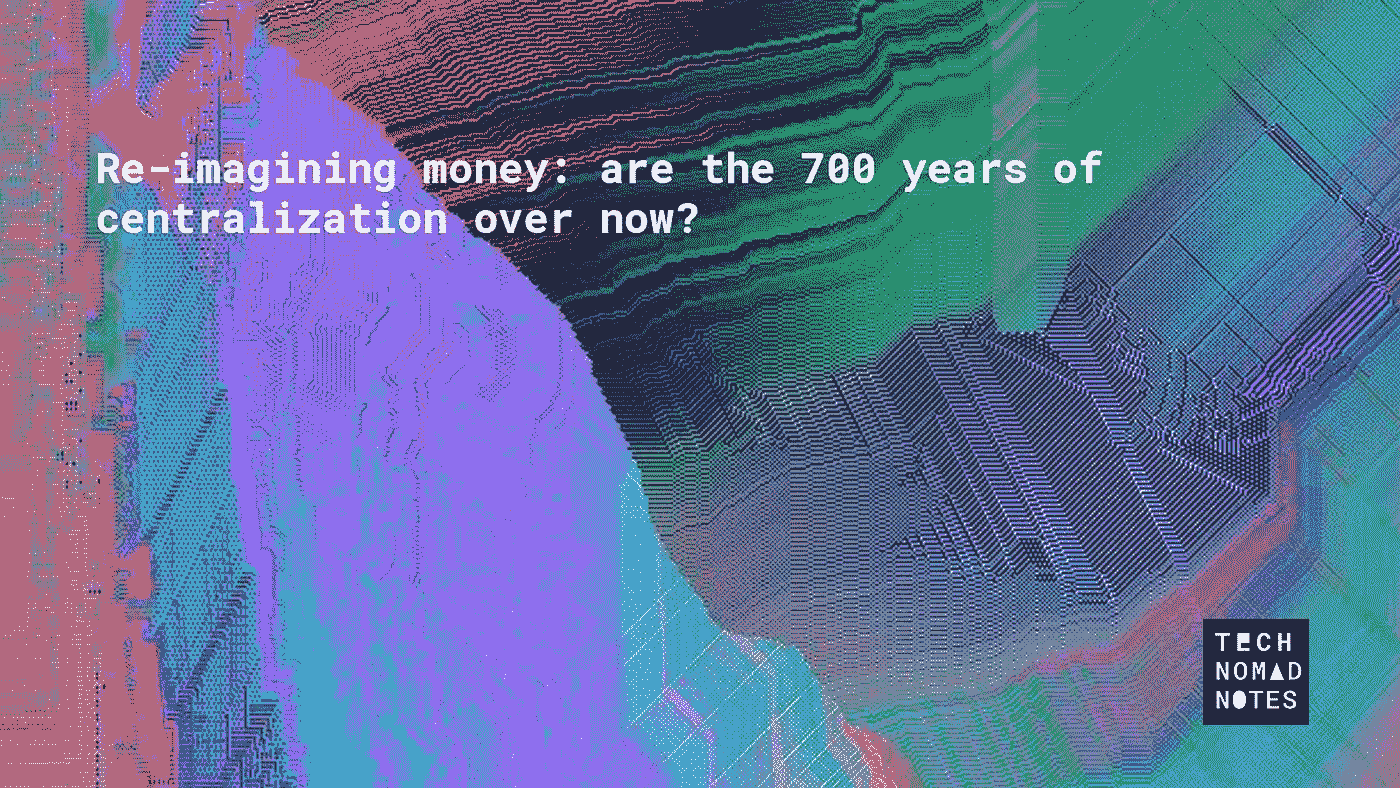 Re-imagining money: are the 700 years of
centralization over now?
TECH
NOMAD
NOTES